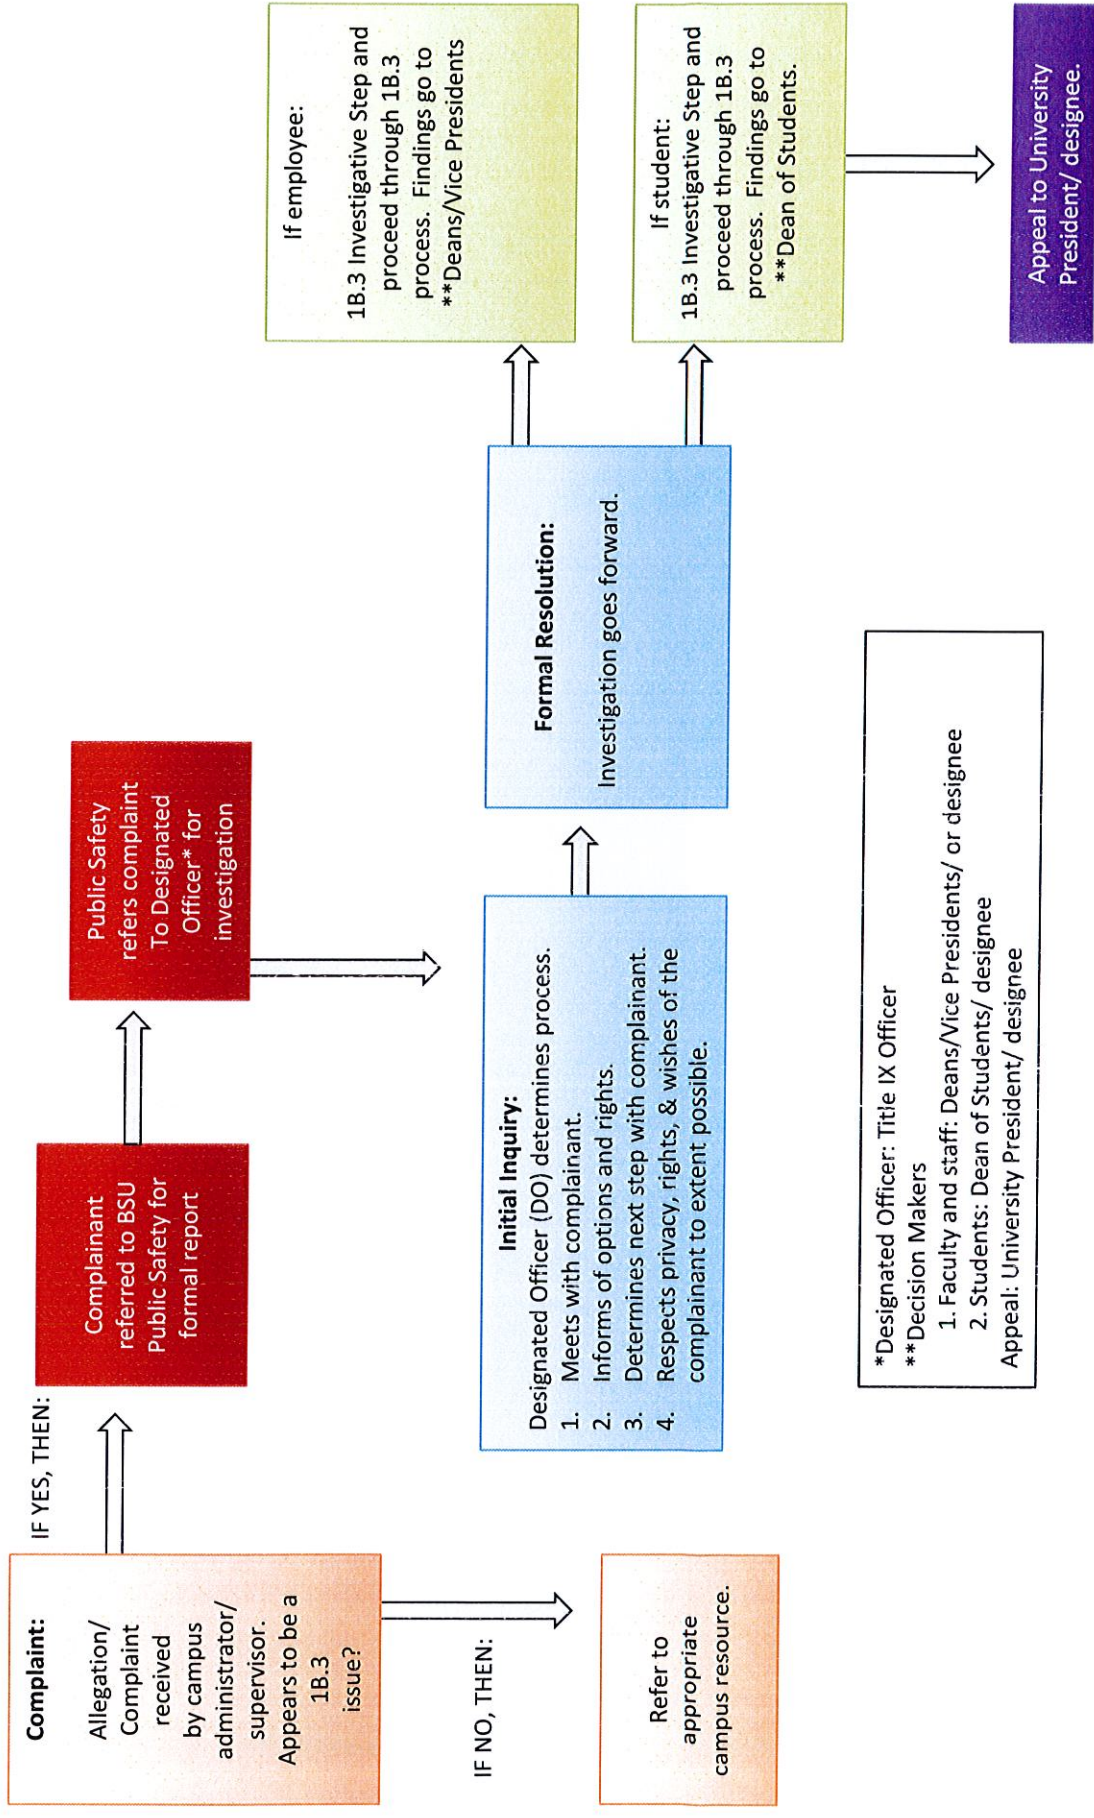 Complaint:
Allegation/
Complaint
received
by campus
administrator/
supervisor.
Appears to be a
1B.3
issue?
IF YES, THEN:
IF NO, THEN:
Refer to
appropriate
campus resource.
Complainant
referred to BSU
Public Safety for
formal report
Public Safety
refers complaint
To Designated
Officer* for
investigation
Initial Inquiry:
Designated Officer (DO) determines process.
1. Meets with complainant.
2. Informs of options and rights.
3. Determines next step with complainant.
4. Respects privacy, rights, & wishes of the
complainant to extent possible.
Formal Resolution:
Investigation goes forward.
If employee:
1B.3 Investigative Step and
proceed through 1B.3
process. Findings go to
**Deans/Vice Presidents
If student:
1B.3 Investigative Step and
proceed through 1B.3
process. Findings go to
**Dean of Students.
Appeal to University
President/ designee.
*Designated Officer: Title IX Officer
**Decision Makers
1. Faculty and staff: Deans/Vice Presidents/ or designee
2. Students: Dean of Students/ designee
Appeal: University President/ designee